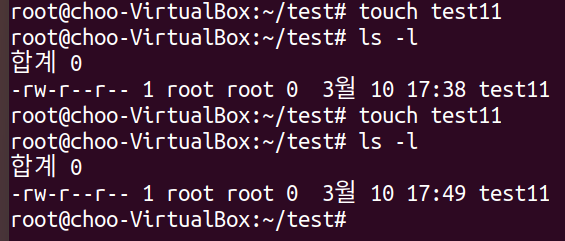 root@choo-VirtualBox:~/test# touch test11
root@choo-VirtualBox:~/test# ls -l
합계 0
-rw-r--r-- 1 root root 0  3월 10 17:38 test11
root@choo-VirtualBox:~/test# touch test11
root@choo-VirtualBox:~/test# ls -l
합계 0
-rw-r--r-- 1 root root 0  3월 10 17:49 test11
root@choo-VirtualBox:~/test#